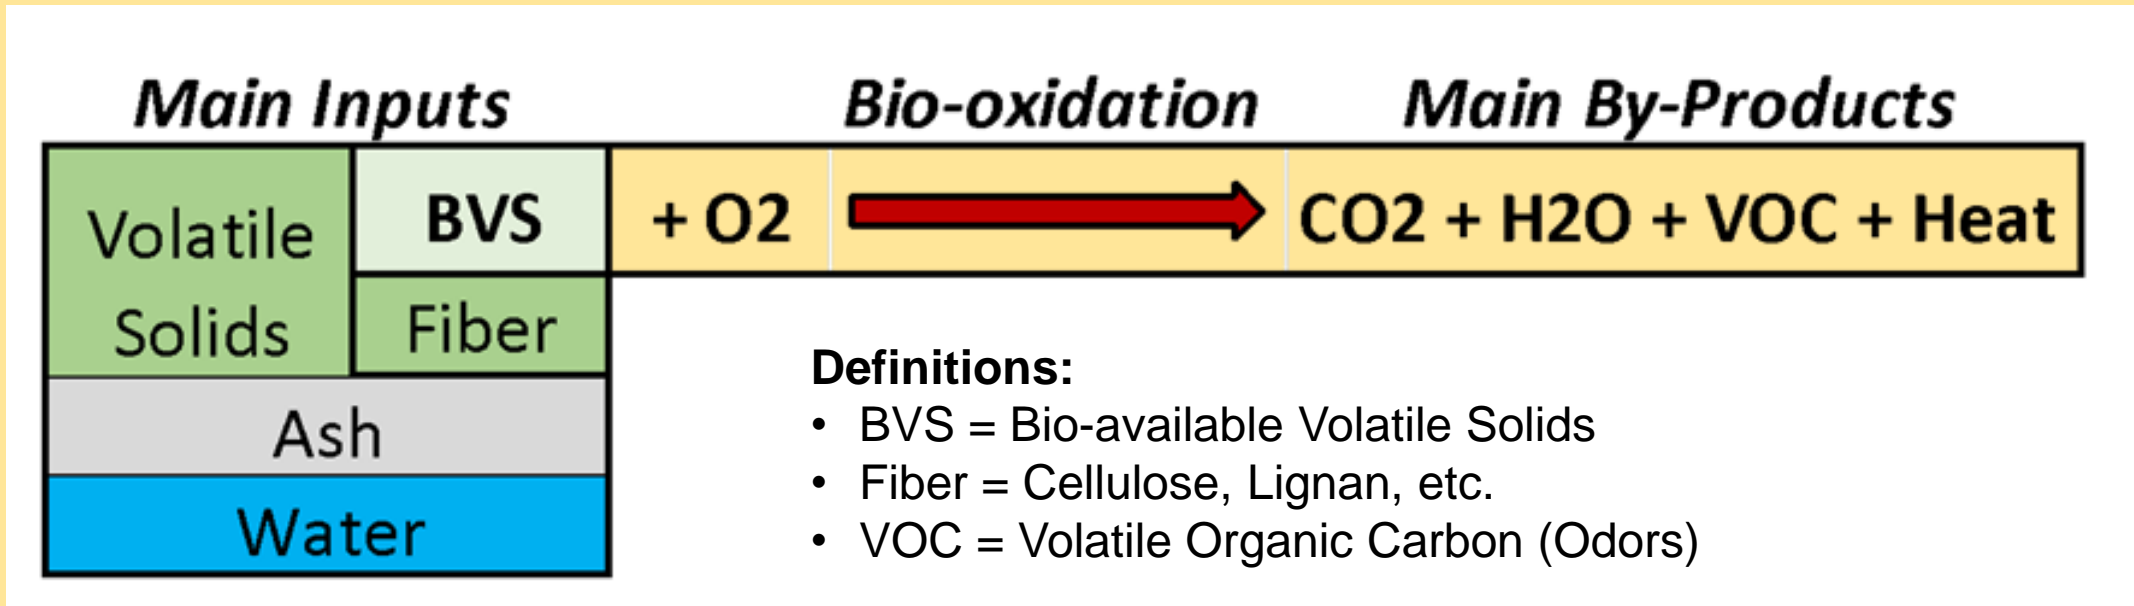 Main Inputs Bio-oxidation Main By-Products
Volatile Solids
BVS + O2 CO2 + H2O + VOC + Heat
Fiber
Ash
Water
Definitions:
• BVS = Bio-available Volatile Solids
• Fiber = Cellulose, Lignan, etc.
• VOC = Volatile Organic Carbon (Odors)